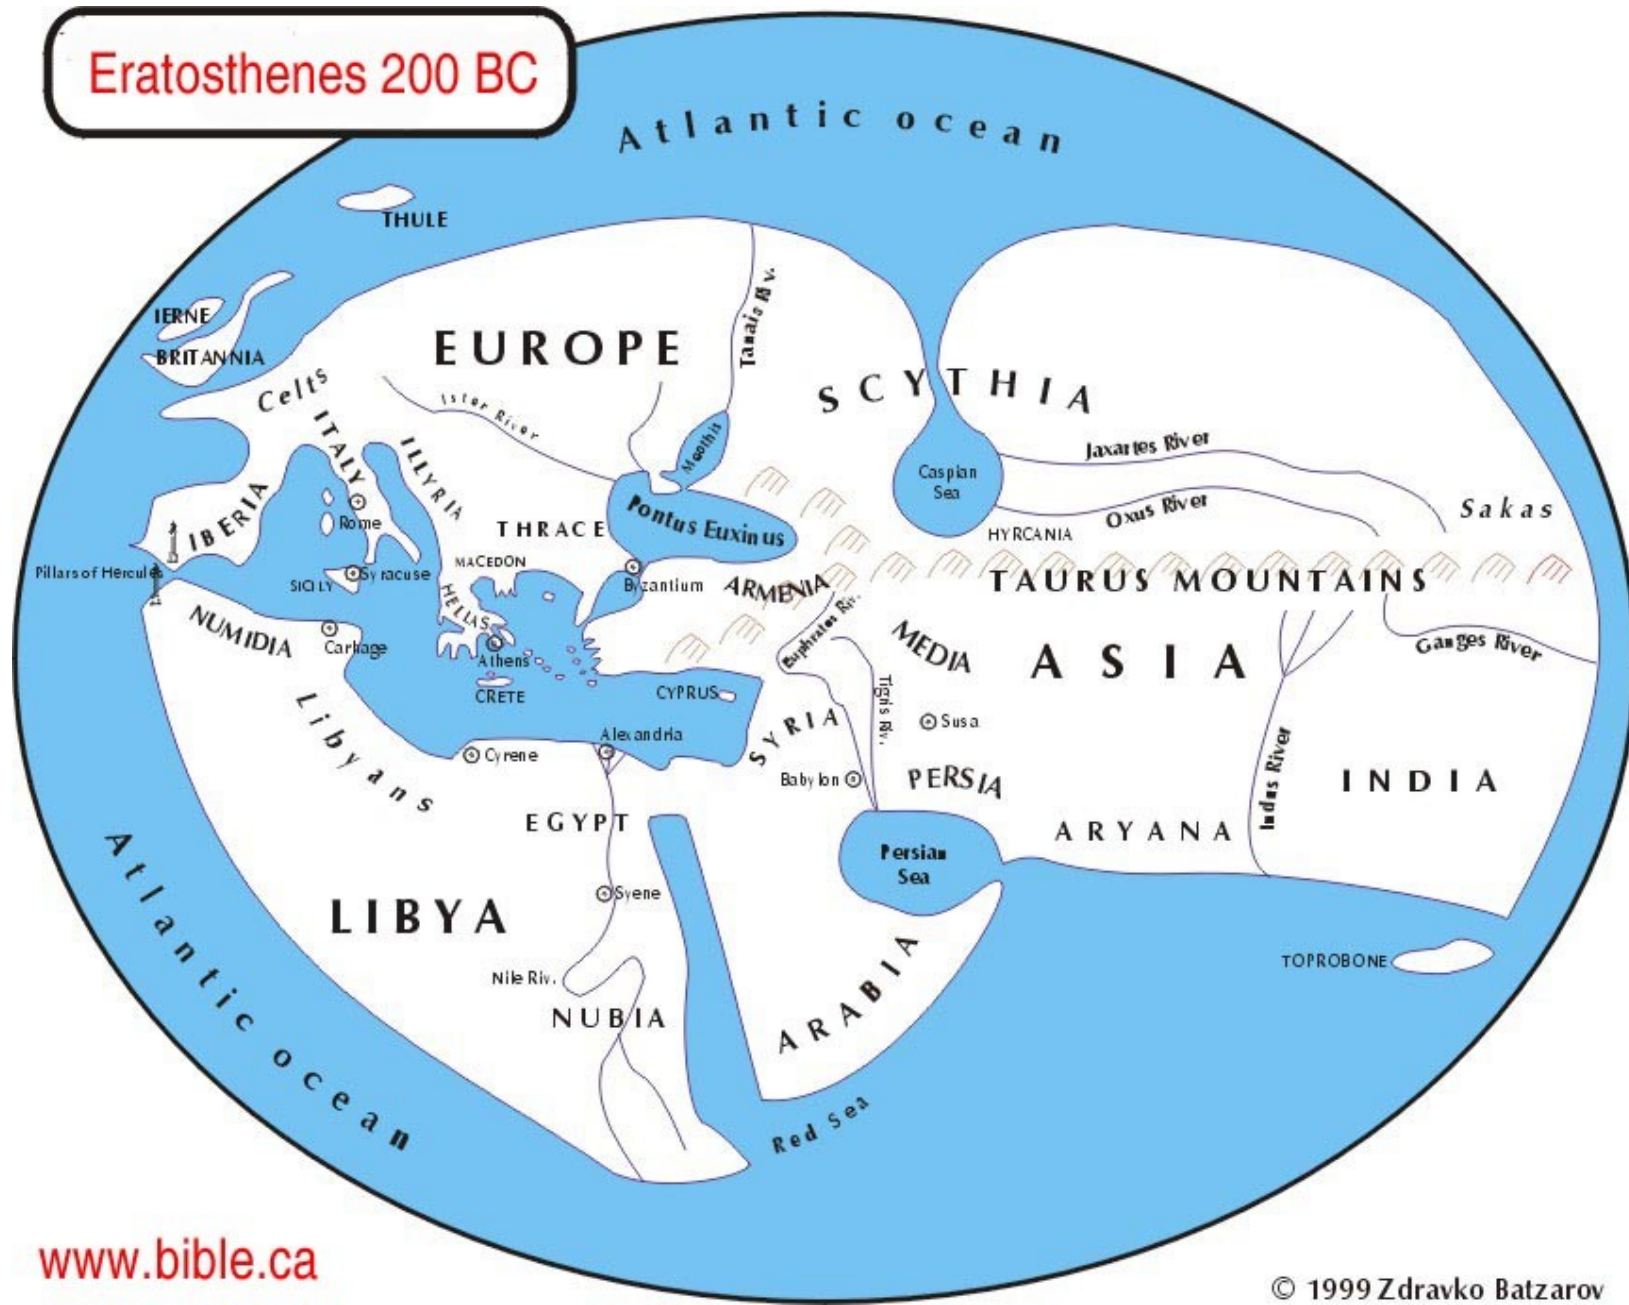 Eratosthenes 200 BC
Atlantic ocean
THULE
IERNE
BRITANNIA
EUROPE
Tanais Riv.
SCYTHIA
Celts
Ister River
ITALY
ILLYRIA
Meothis
Caspian
Sea
Jaxartes River
Oxus River
Sakas
HYRCANIA
IBERIA
Rome
THRACE
Pontus Euxinus
Pillars of Hercules
SICILY
Syracuse
MACEDON
Byzantium
ARMENIA
TAURUS MOUNTAINS
NUMIDIA
Carhage
HELLAS
Athens
CRETE
CYPRUS
Euphrates Riv.
MEDIA
ASIA
Ganges River
Libyans
Cyrene
Alexandria
SYRIA
Tigris Riv.
Susa
Babylon
PERSIA
Indus River
INDIA
EGYPT
ARYANA
Persian
Sea
Atlantic ocean
LIBYA
Syene
Nile Riv.
NUBIA
ARABIA
TOPROBONE
Red Sea
www.bible.ca
© 1999 Zdravko Batzarov